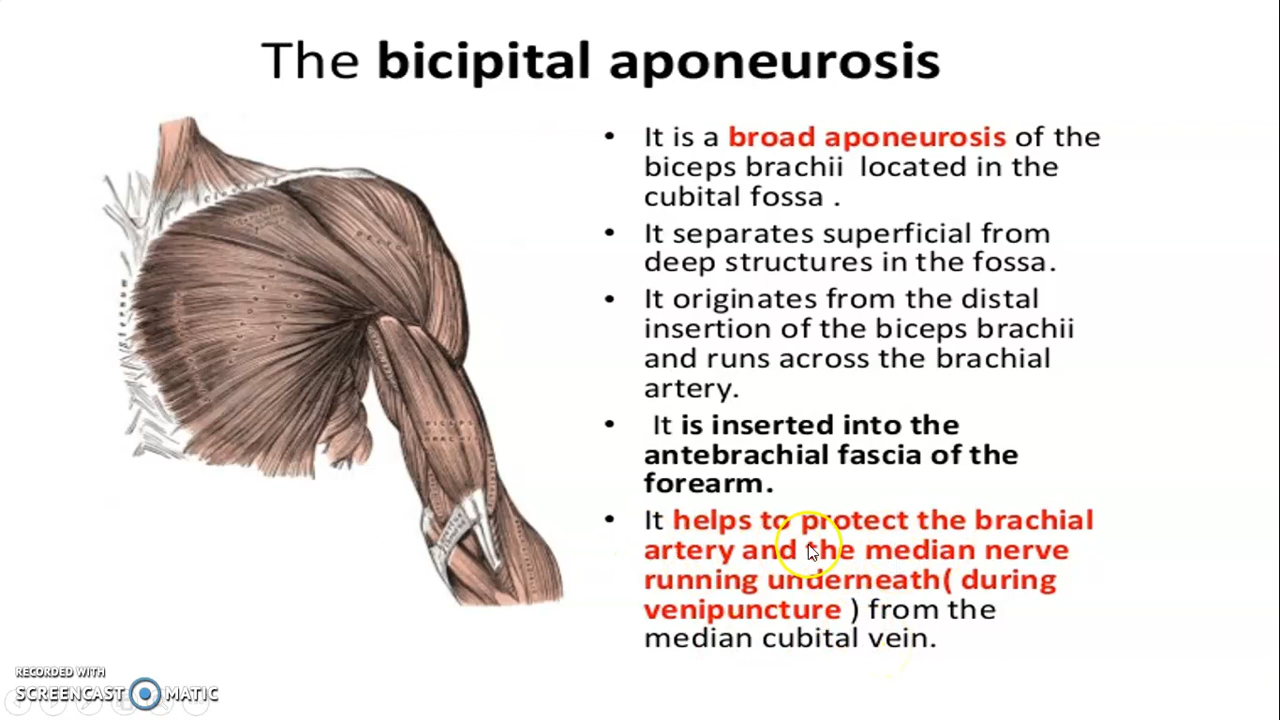 The bicipital aponeurosis
• It is a broad aponeurosis of the
biceps brachii located in the
cubital fossa .
• It separates superficial from
deep structures in the fossa.
• It originates from the distal
insertion of the biceps brachii
and runs across the brachial
artery.
• It is inserted into the
antebrachial fascia of the
forearm.
• It helps to protect the brachial
artery and the median nerve
running underneath( during
venipuncture ) from the
median cubital vein.
Sternum
RECORDED WITH
SCREENCAST MATIC